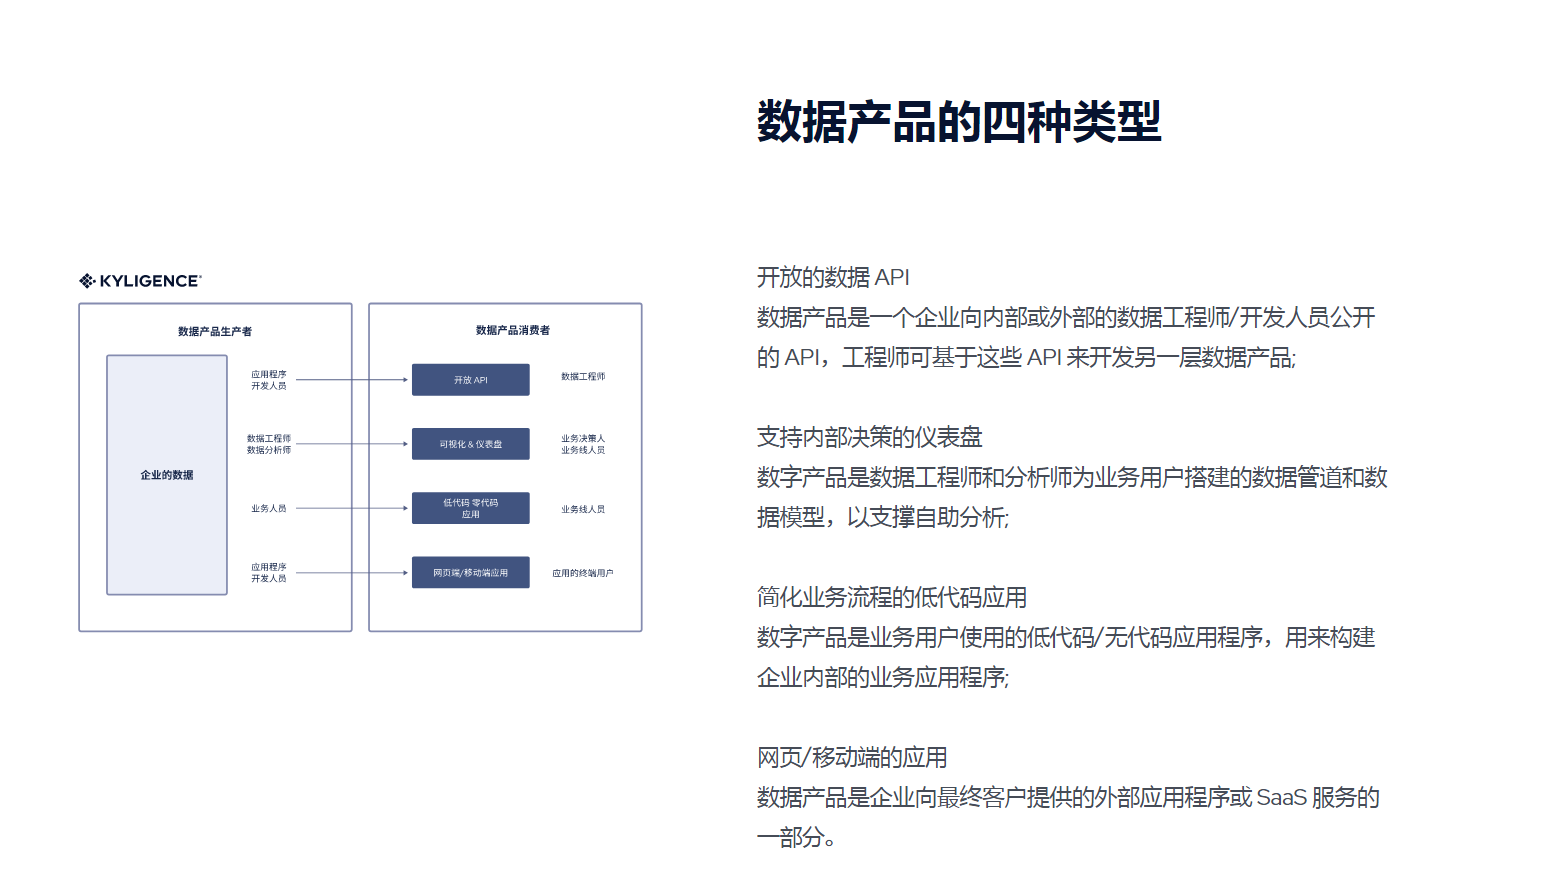 数据产品的四种类型
KYLIGENCE®
数据产品生产者
企业的数据
应用程序
开发人员
数据工程师
数据分析师
业务人员
应用程序
开发人员
数据产品消费者
开放 API
数据工程师
可视化 & 仪表盘
业务决策人
业务线人员
低代码 零代码
应用
业务线人员
网页端/移动端应用
应用的终端用户
开放的数据 API
数据产品是一个企业向内部或外部的数据工程师/开发人员公开
的 API，工程师可基于这些 API 来开发另一层数据产品;
支持内部决策的仪表盘
数字产品是数据工程师和分析师为业务用户搭建的数据管道和数
据模型，以支撑自助分析;
简化业务流程的低代码应用
数字产品是业务用户使用的低代码/无代码应用程序，用来构建
企业内部的业务应用程序;
网页/移动端的应用
数据产品是企业向最终客户提供的外部应用程序或 SaaS 服务的
一部分。